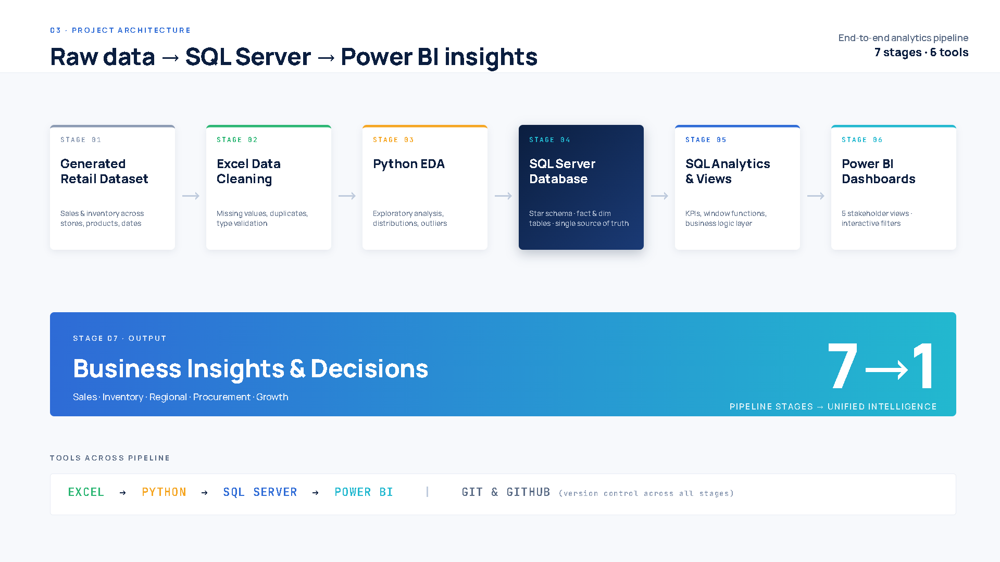 03 · PROJECT ARCHITECTURE
Raw data → SQL Server → Power BI insights
End-to-end analytics pipeline
7 stages · 6 tools
STAGE 01
Generated
Retail Dataset
Sales & inventory across
stores, products, dates
→
STAGE 02
Excel Data
Cleaning
Missing values, duplicates,
type validation
→
STAGE 03
Python EDA
Exploratory analysis,
distributions, outliers
→
STAGE 04
SQL Server
Database
Star schema · fact & dim
tables · single source of truth
→
STAGE 05
SQL Analytics
& Views
KPIs, window functions,
business logic layer
→
STAGE 06
Power BI
Dashboards
5 stakeholder views ·
interactive filters
STAGE 07 · OUTPUT
Business Insights & Decisions
Sales · Inventory · Regional · Procurement · Growth
7→1
PIPELINE STAGES → UNIFIED INTELLIGENCE
TOOLS ACROSS PIPELINE
EXCEL → PYTHON → SQL SERVER → POWER BI | GIT & GITHUB (version control across all stages)